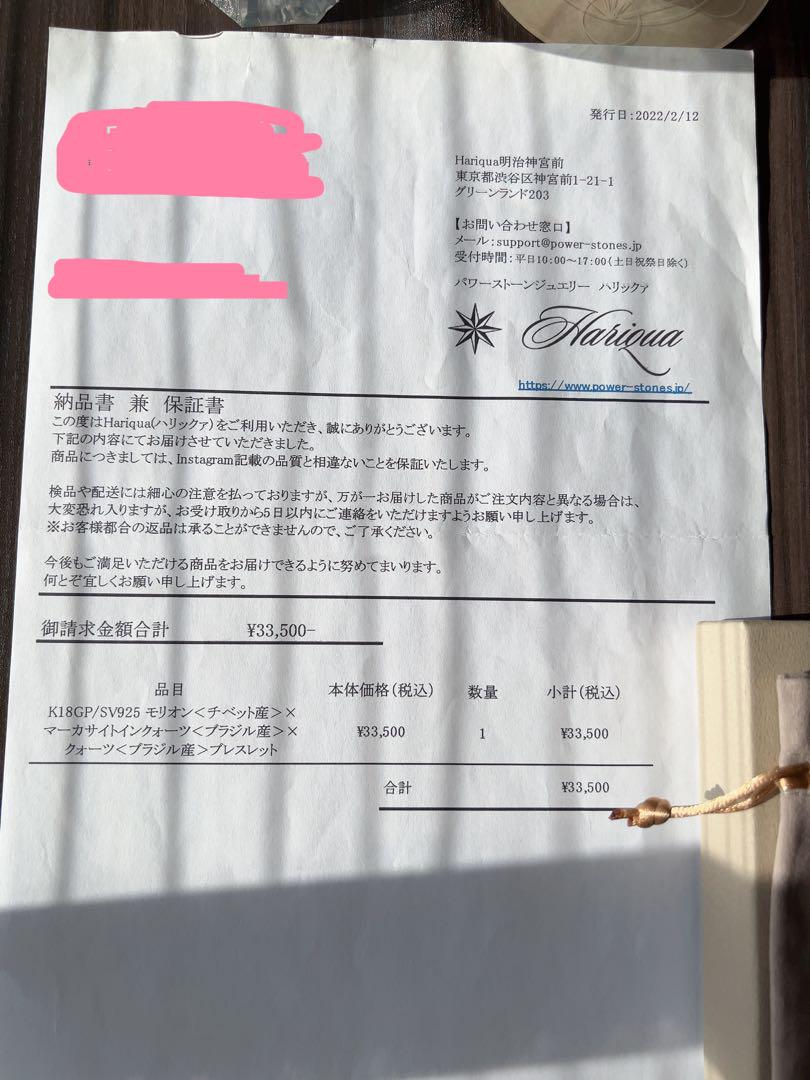 発行日:2022/2/12
Hariqua明治神宮前
東京都渋谷区神宮前1-21-1
グリーンランド203
【お問い合わせ窓口】
メール:support@power-stones.jp
受付時間:平日10:00～17:00(土日祝祭日除く)
パワーストーンジュエリー ハリックァ
Hariqua
https://www.power-stones.jp/
納品書 兼 保証書
この度はHariqua(ハリックァ)をご利用いただき、誠にありがとうございます。
下記の内容にてお届けさせていただきました。
商品につきましては、Instagram記載の品質と相違ないことを保証いたします。
検品や配送には細心の注意を払っておりますが、万が一お届けした商品がご注文内容と異なる場合は、
大変恐れ入りますが、お受け取りから5日以内にご連絡をいただけますようお願い申し上げます。
※お客様都合の返品は承ることができませんので、ご了承ください。
今後もご満足いただける商品をお届けできるように努めてまいります。
何とぞ宜しくお願い申し上げます。
御請求金額合計 ¥33,500-
品目 本体価格(税込) 数量 小計(税込)
K18GP/SV925 モリオン＜チベット産＞×
マーカサイトインクォーツ＜ブラジル産＞× ¥33,500 1 ¥33,500
クォーツ＜ブラジル産＞ブレスレット
合計 ¥33,500